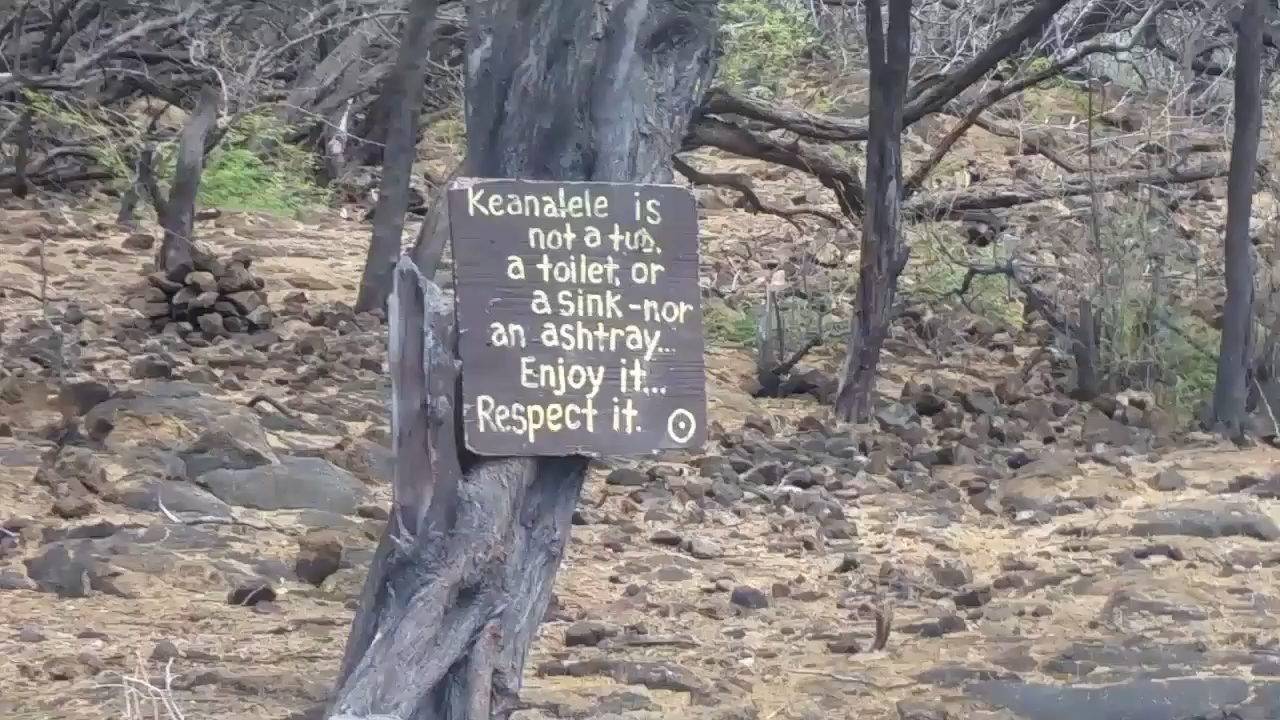 Keanalele is
not a tub,
a toilet, or
a sink-nor
an ashtray...
Enjoy it...
Respect it.